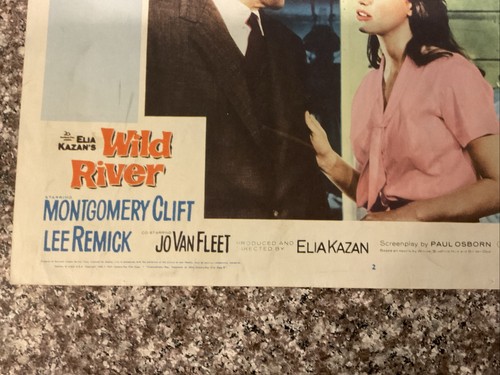 ELIA
KAZAN'S
Wild
River
STARRING
MONTGOMERY CLIFT
LEE REMICK
CO-STARRING
JO VAN FLEET
PRODUCED AND
DIRECTED BY
ELIA KAZAN
Screenplay by PAUL OSBORN
2